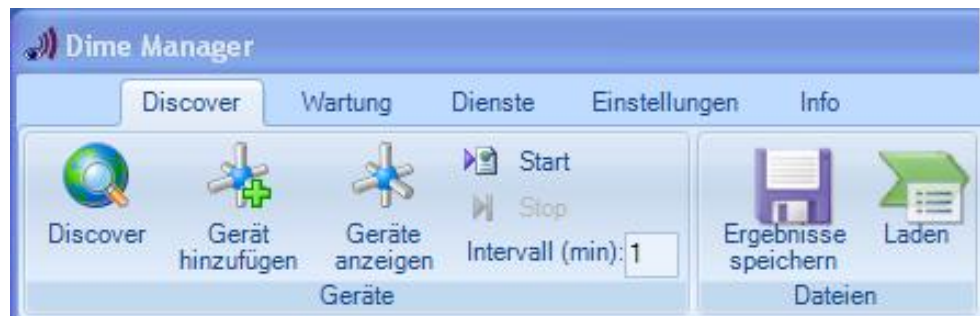 Dime Manager
Discover Wartung Dienste Einstellungen Info
Discover
Gerät
hinzufügen
Geräte
anzeigen
Start
Stop
Intervall (min): 1
Geräte
Ergebnisse
speichern
Laden
Dateien